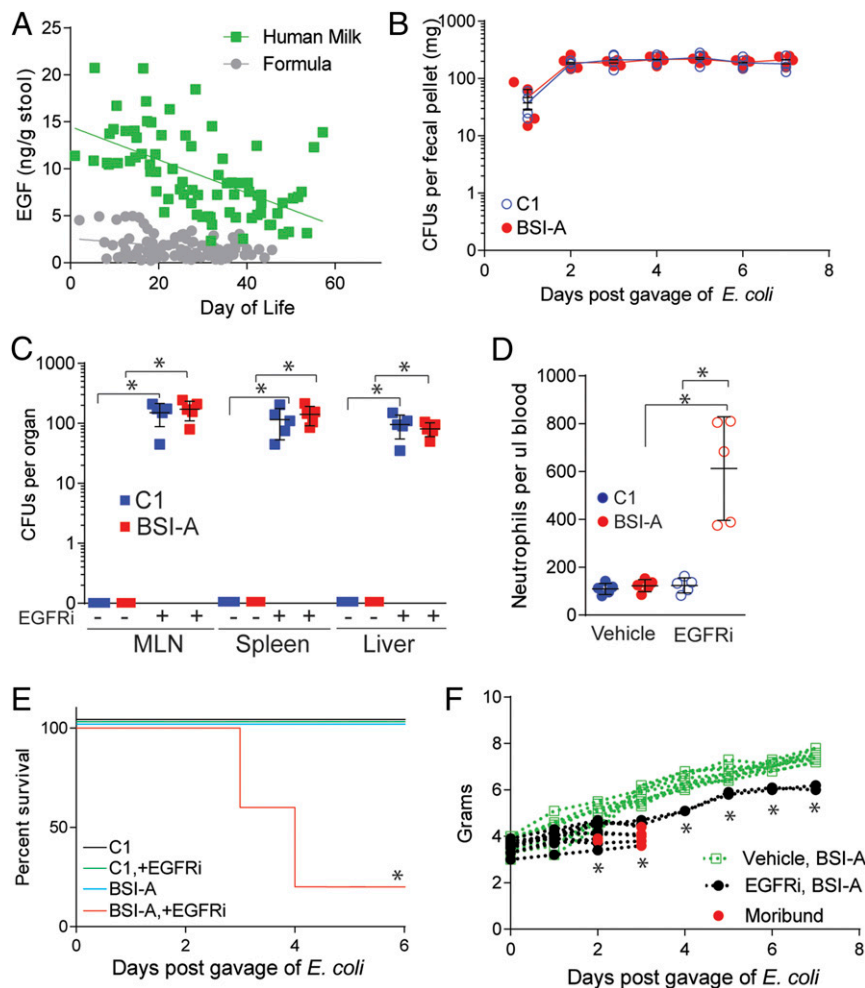 A
EGF (ng/g stool)
25
20
15
10
5
0
0
20
40
60
Day of Life
Human Milk
Formula
B
CFUs per fecal pellet (mg)
1000
100
10
1
0
0
2
4
6
8
Days post gavage of E. coli
C1
BSI-A
C
CFUs per organ
1000
100
10
1
0
C1
BSI-A
* * * * * *
EGFRi - - + + - - + + - - + +
MLN Spleen Liver
D
Neutrophils per ul blood
1000
800
600
400
200
0
C1
BSI-A
*
*
Vehicle EGFRi
E
Percent survival
100
50
0
0 2 4 6
Days post gavage of E. coli
C1
C1,+EGFRi
BSI-A
BSI-A,+EGFRi
*
F
Grams
10
8
6
4
2
0
0 2 4 6 8
Days post gavage of E. coli
* * * * * *
Vehicle, BSI-A
EGFRi, BSI-A
Moribund